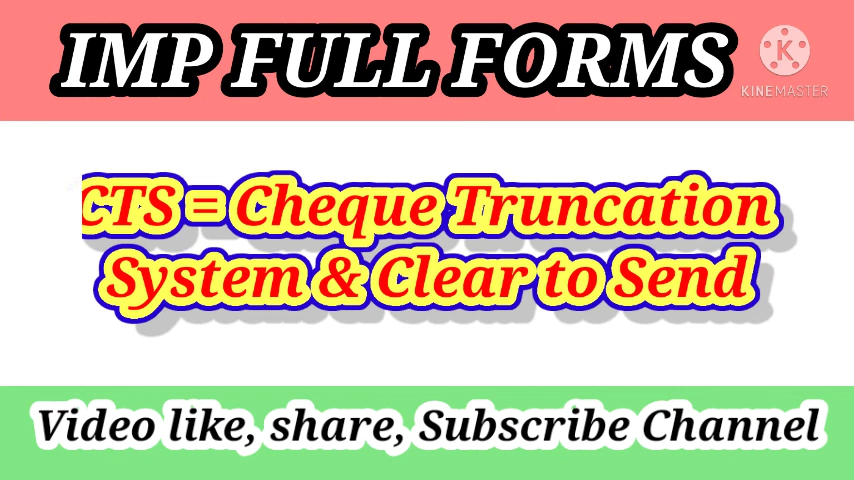 IMP FULL FORMS
KINEMASTER
CTS = Cheque Truncation
System & Clear to Send
Video like, share, Subscribe Channel